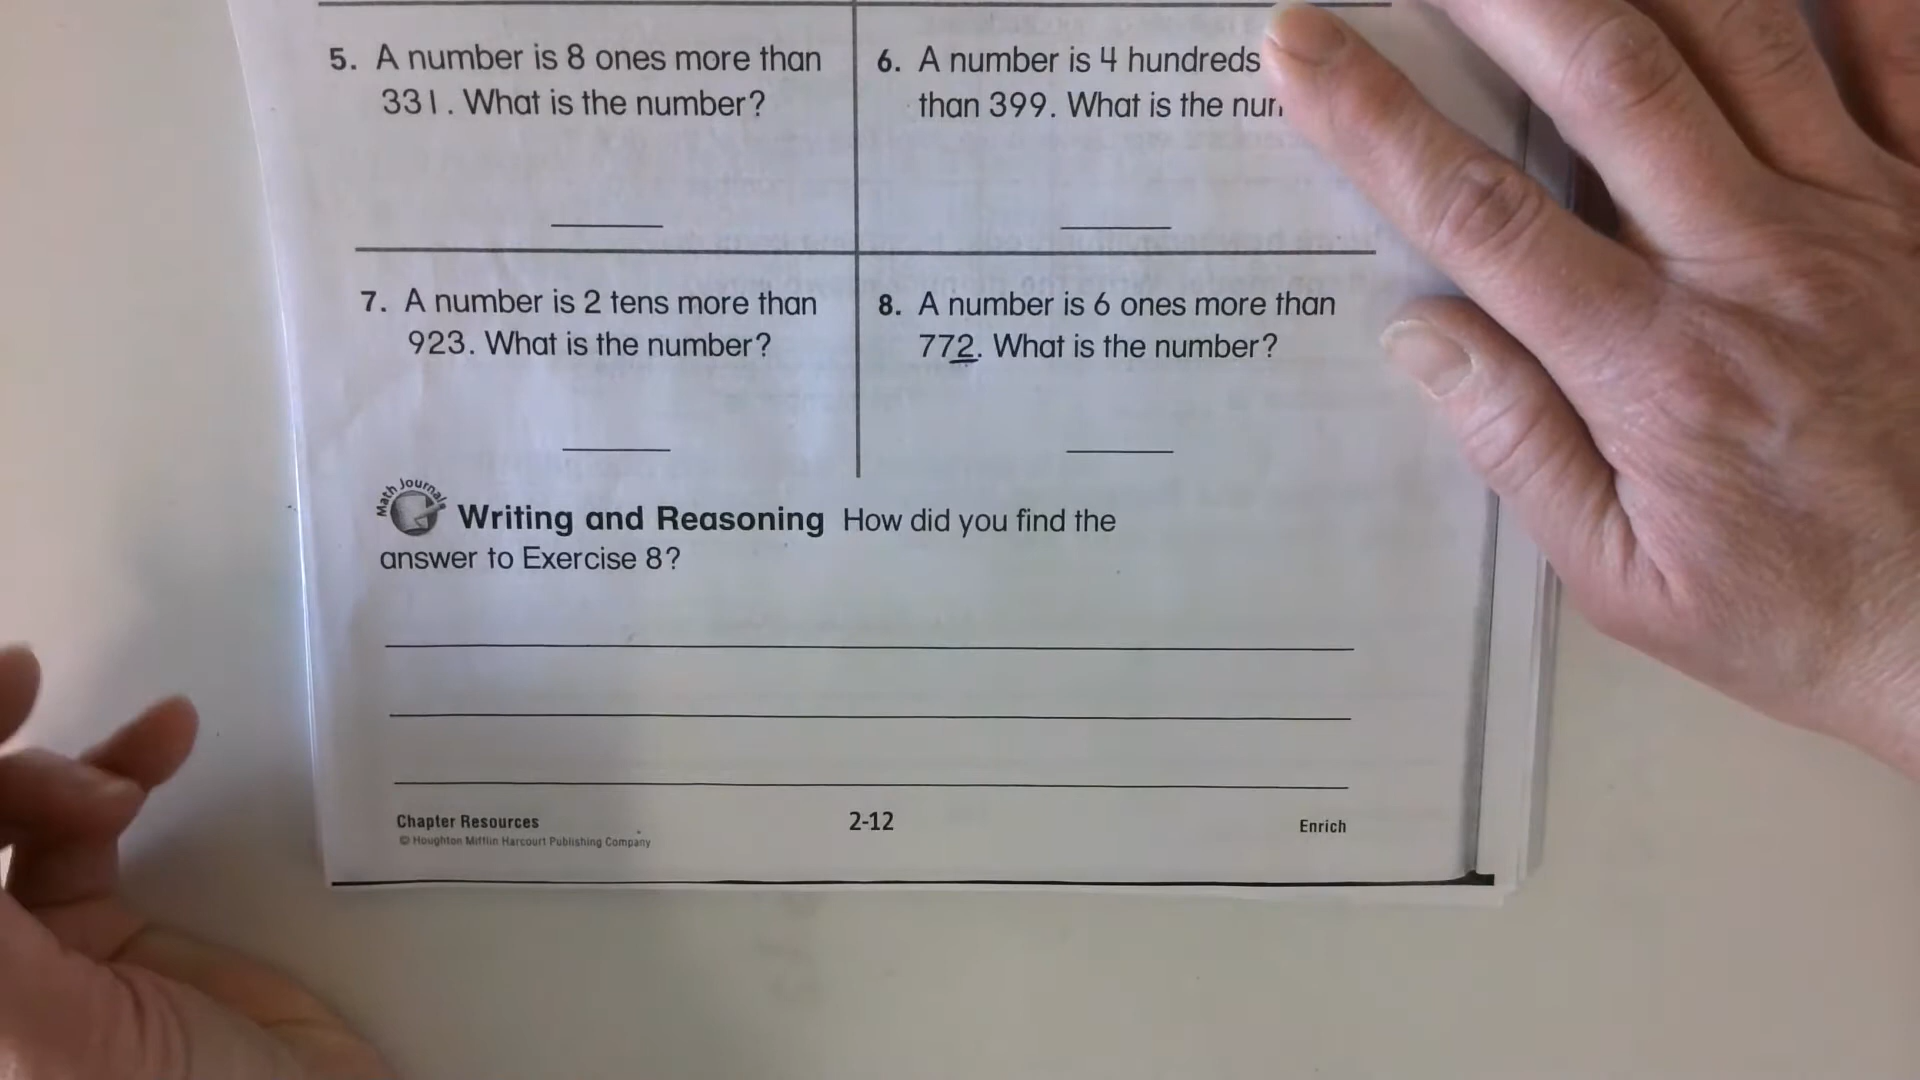 5. A number is 8 ones more than
331. What is the number?
6. A number is 4 hundreds
than 399. What is the
7. A number is 2 tens more than
923. What is the number?
8. A number is 6 ones more than
772. What is the number?
Math Journal
Writing and Reasoning How did you find the
answer to Exercise 8?
Chapter Resources
© Houghton Mifflin Harcourt Publishing Company
2-12
Enrich